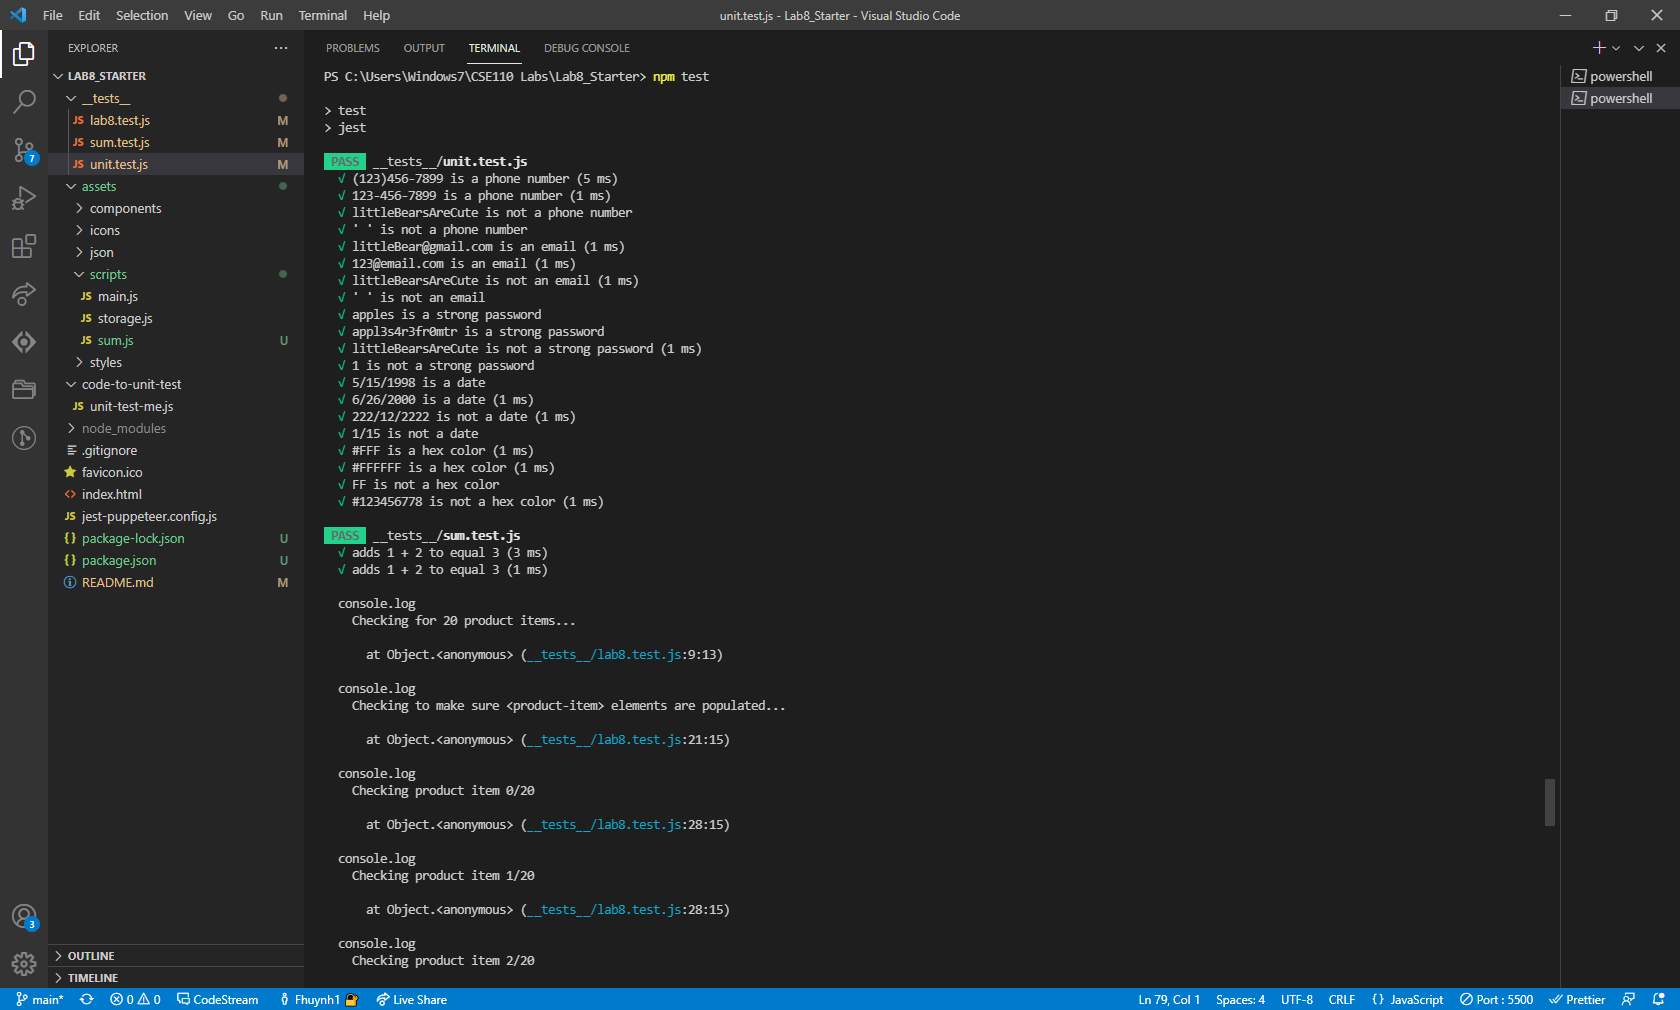 File Edit Selection View Go Run Terminal Help
unit.test.js - Lab8_Starter - Visual Studio Code
EXPLORER
LAB8_STARTER
__tests__
JS lab8.test.js M
JS sum.test.js M
JS unit.test.js M
assets
components
icons
json
scripts
JS main.js
JS storage.js
JS sum.js U
styles
code-to-unit-test
JS unit-test-me.js
node_modules
.gitignore
favicon.ico
<> index.html
JS jest-puppeteer.config.js
{} package-lock.json U
{} package.json U
README.md M
OUTLINE
TIMELINE
7
3
PROBLEMS OUTPUT TERMINAL DEBUG CONSOLE
PS C:\Users\Windows7\CSE110 Labs\Lab8_Starter> npm test
> test
> jest
PASS __tests__/unit.test.js
√ (123)456-7899 is a phone number (5 ms)
√ 123-456-7899 is a phone number (1 ms)
√ littleBearsAreCute is not a phone number
√ ' ' is not a phone number
√ littleBear@gmail.com is an email (1 ms)
√ 123@email.com is an email (1 ms)
√ littleBearsAreCute is not an email (1 ms)
√ ' ' is not an email
√ apples is a strong password
√ appl3s4r3fr0mtr is a strong password
√ littleBearsAreCute is not a strong password (1 ms)
√ 1 is not a strong password
√ 5/15/1998 is a date
√ 6/26/2000 is a date (1 ms)
√ 222/12/2222 is not a date (1 ms)
√ 1/15 is not a date
√ #FFF is a hex color (1 ms)
√ #FFFFFF is a hex color (1 ms)
√ FF is not a hex color
√ #123456778 is not a hex color (1 ms)
PASS __tests__/sum.test.js
√ adds 1 + 2 to equal 3 (3 ms)
√ adds 1 + 2 to equal 3 (1 ms)
console.log
Checking for 20 product items...
at Object.<anonymous> (__tests__/lab8.test.js:9:13)
console.log
Checking to make sure <product-item> elements are populated...
at Object.<anonymous> (__tests__/lab8.test.js:21:15)
console.log
Checking product item 0/20
at Object.<anonymous> (__tests__/lab8.test.js:28:15)
console.log
Checking product item 1/20
at Object.<anonymous> (__tests__/lab8.test.js:28:15)
console.log
Checking product item 2/20
powershell
powershell
main* 0 0 CodeStream Fhuynh1 Live Share
Ln 79, Col 1 Spaces: 4 UTF-8 CRLF {} JavaScript Port : 5500 Prettier